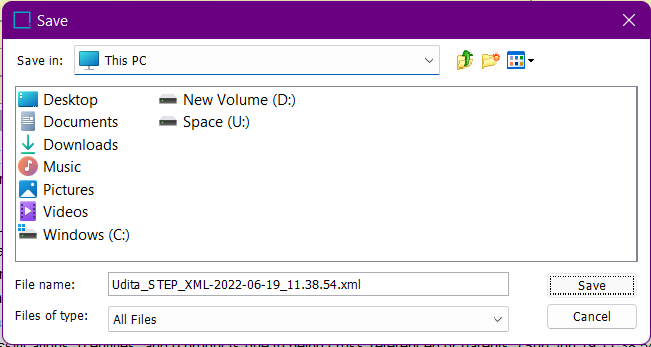 Save
Save in: This PC
Desktop
Documents
Downloads
Music
Pictures
Videos
Windows (C:)
New Volume (D:)
Space (U:)
File name: Udita_STEP_XML-2022-06-19_11.38.54.xml Save
Files of type: All Files Cancel